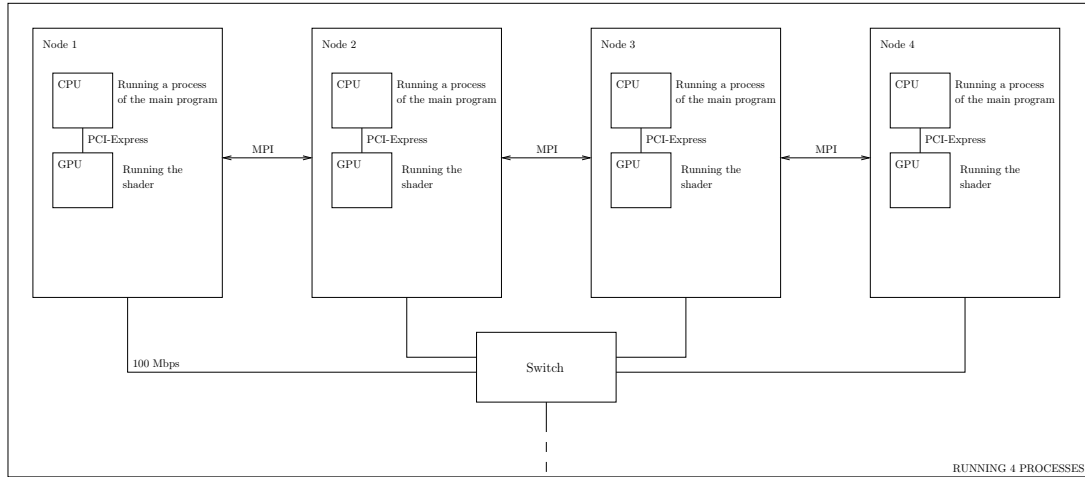 Node 1
CPU
Running a process
of the main program
PCI-Express
GPU
Running the
shader
MPI
Node 2
CPU
Running a process
of the main program
PCI-Express
GPU
Running the
shader
MPI
Node 3
CPU
Running a process
of the main program
PCI-Express
GPU
Running the
shader
MPI
Node 4
CPU
Running a process
of the main program
PCI-Express
GPU
Running the
shader
100 Mbps
Switch
RUNNING 4 PROCESSES